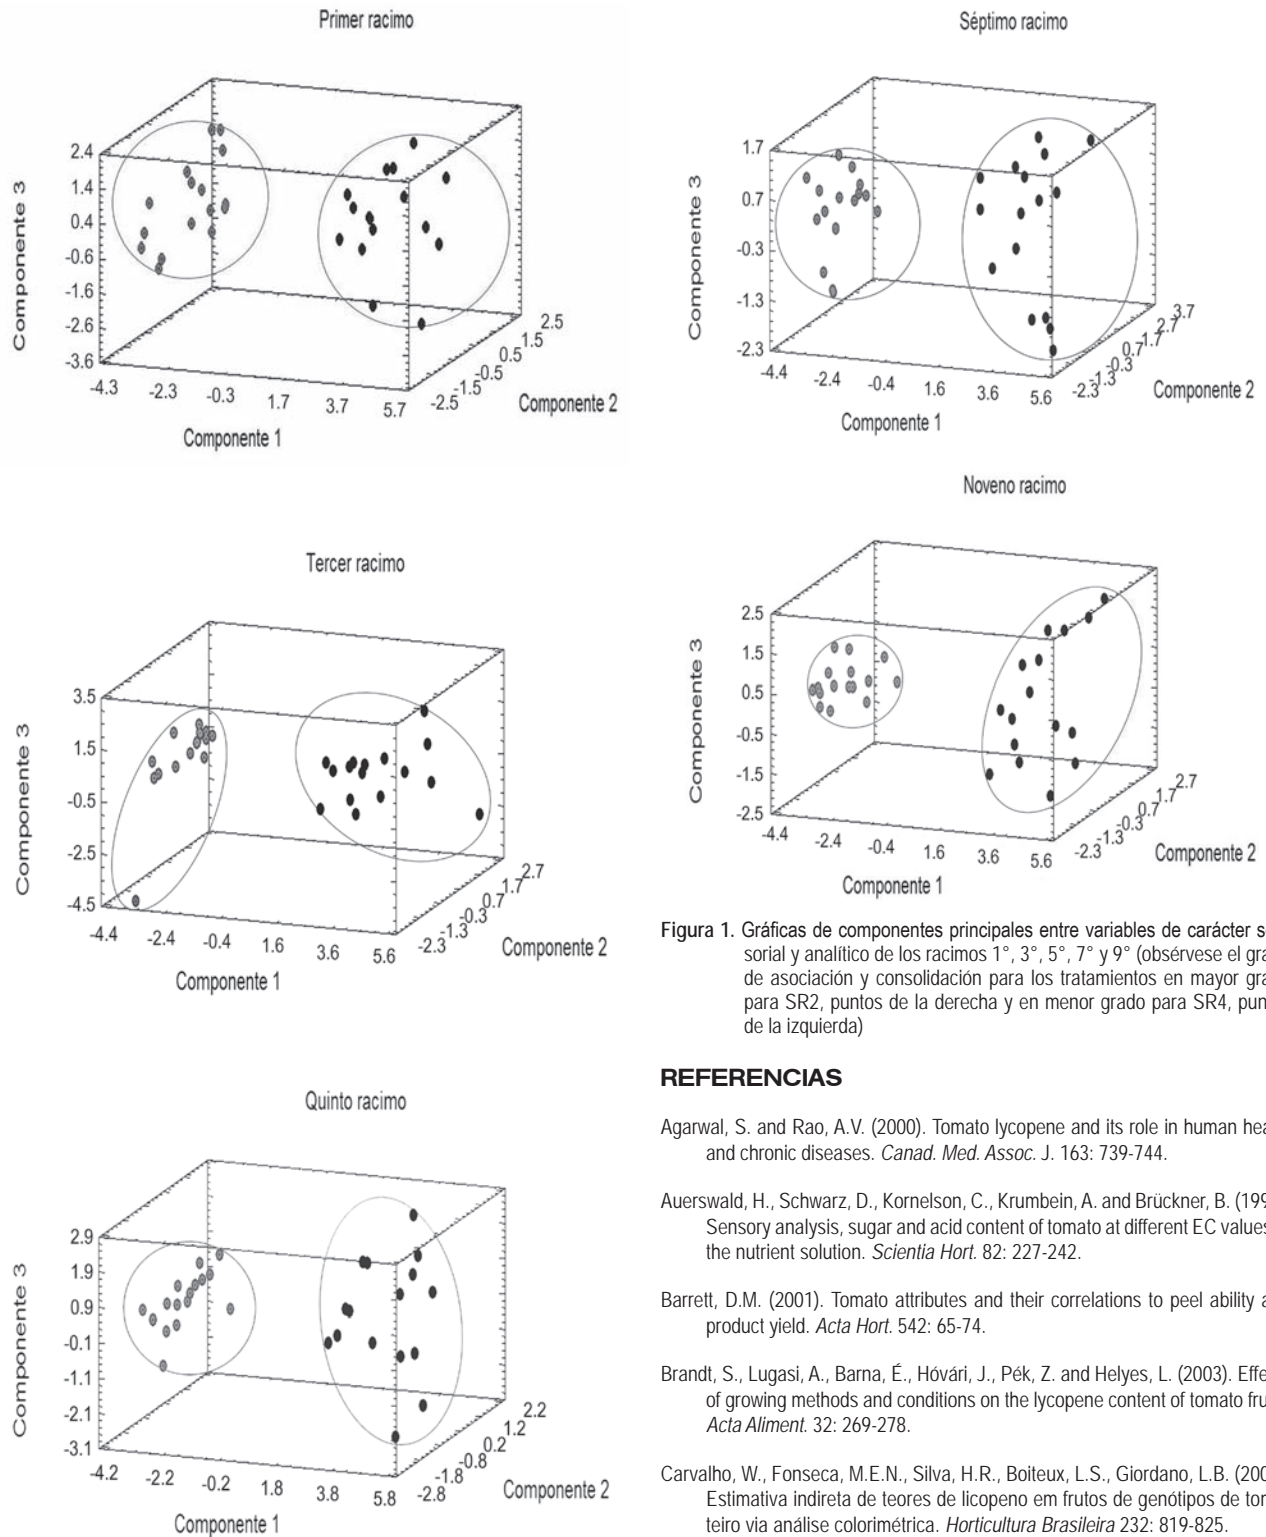 Primer racimo
Componente 3
2.4
1.4
0.4
-0.6
-1.6
-2.6
-3.6
-4.3
-2.3
-0.3
1.7
3.7
5.7
Componente 1
-2.5
-1.5
-0.5
0.5
1.5
2.5
Componente 2
Tercer racimo
Componente 3
3.5
1.5
-0.5
-2.5
-4.5
-4.4
-2.4
-0.4
1.6
3.6
5.6
Componente 1
-2.3
-1.3
-0.3
0.7
1.7
2.7
Componente 2
Quinto racimo
Componente 3
2.9
1.9
0.9
-0.1
-1.1
-2.1
-3.1
-4.2
-2.2
-0.2
1.8
3.8
5.8
Componente 1
-2.8
-1.8
-0.8
0.2
1.2
2.2
Componente 2
Séptimo racimo
Componente 3
1.7
0.7
-0.3
-1.3
-2.3
-4.4
-2.4
-0.4
1.6
3.6
5.6
Componente 1
-2.3
-1.3
-0.3
0.7
1.7
2.7
3.7
Componente 2
Noveno racimo
Componente 3
2.5
1.5
0.5
-0.5
-1.5
-2.5
-4.4
-2.4
-0.4
1.6
3.6
5.6
Componente 1
-2.3
-1.3
-0.3
0.7
1.7
2.7
Componente 2
Figura 1. Gráficas de componentes principales entre variables de carácter
sorial y analítico de los racimos 1°, 3°, 5°, 7° y 9° (obsérvese el
de asociación y consolidación para los tratamientos en mayor
para SR2, puntos de la derecha y en menor grado para SR4,
de la izquierda)
REFERENCIAS
Agarwal, S. and Rao, A.V. (2000). Tomato lycopene and its role in human
and chronic diseases. Canad. Med. Assoc. J. 163: 739-744.
Auerswald, H., Schwarz, D., Kornelson, C., Krumbein, A. and Brückner, B.
Sensory analysis, sugar and acid content of tomato at different EC values
the nutrient solution. Scientia Hort. 82: 227-242.
Barrett, D.M. (2001). Tomato attributes and their correlations to peel ability
product yield. Acta Hort. 542: 65-74.
Brandt, S., Lugasi, A., Barna, É., Hóvári, J., Pék, Z. and Helyes, L. (2003).
of growing methods and conditions on the lycopene content of tomato
Acta Aliment. 32: 269-278.
Carvalho, W., Fonseca, M.E.N., Silva, H.R., Boiteux, L.S., Giordano, L.B.
Estimativa indireta de teores de licopeno em frutos de genótipos de
teiro via análise colorimétrica. Horticultura Brasileira 232: 819-825.